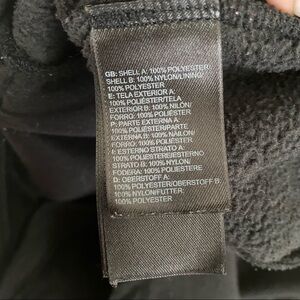 GB: SHELL A: 100% POLYESTER/
SHELL B: 100% NYLON/LINING:
100% POLYESTER
E: TELA EXTERIOR A:
100% POLIÉSTER/TELA
EXTERIOR B: 100% NILÓN/
FORRO: 100% POLIÉSTER
P: PARTE EXTERNA A:
100% POLIÉSTER/PARTE
EXTERNA B: 100% NÁILON/
FORRO: 100% POLIÉSTER
I: ESTERNO STRATO A:
100% POLIESTERE/ESTERNO
STRATO B: 100% NYLON/
FODERA: 100% POLIESTERE
D: OBERSTOFF A:
100% POLYESTER/OBERSTOFF B:
100% NYLON/FUTTER:
100% POLYESTER